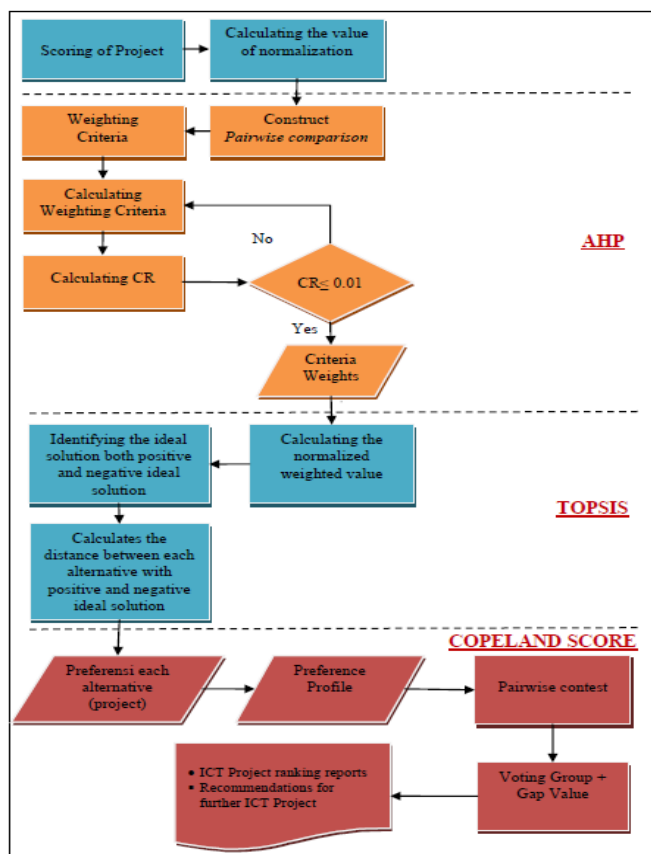 Scoring of Project
Calculating the value
of normalization
Weighting
Criteria
Construct
Pairwise comparison
Calculating
Weighting Criteria
No
AHP
Calculating CR
CR≤ 0.01
Yes
Criteria
Weights
Identifying the ideal
solution both positive
and negative ideal
solution
Calculating the
normalized
weighted value
TOPSIS
Calculates the
distance between each
alternative with
positive and negative
ideal solution
COPELAND SCORE
Preferensi each
alternative
(project)
Preference
Profile
Pairwise contest
• ICT Project ranking reports
• Recommendations for
further ICT Project
Voting Group +
Gap Value